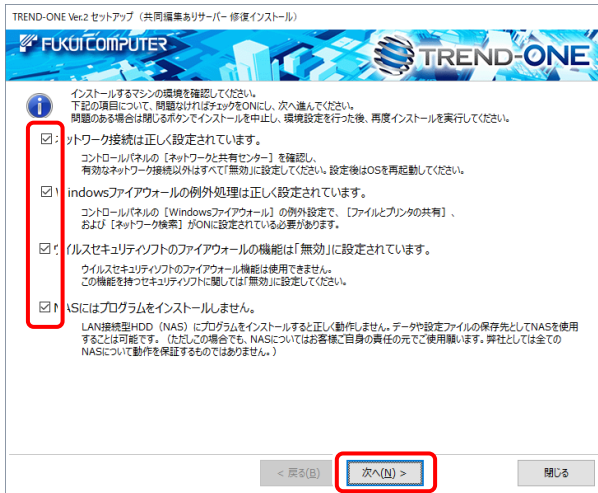 TREND-ONE Ver.2 セットアップ（共同編集ありサーバー 修復インストール）
FUKUI COMPUTER
TREND-ONE
インストールするマシンの環境を確認してください。
下記の項目について、問題なければチェックをONにし、次へ進んでください。
問題のある場合は閉じるボタンでインストールを中止し、環境設定を行った後、再度インストールを実行してください。
ットワーク接続は正しく設定されています。
コントロールパネルの［ネットワークと共有センター］を確認し、
有効なネットワーク接続以外はすべて「無効」に設定してください。設定後はOSを再起動してください。
indowsファイアウォールの例外処理は正しく設定されています。
コントロールパネルの［Windowsファイアウォール］の例外設定で、［ファイルとプリンタの共有］、
および［ネットワーク検索］がONに設定されている必要があります。
イルスセキュリティソフトのファイアウォールの機能は「無効」に設定されています。
ウイルスセキュリティソフトのファイアウォール機能は使用できません。
この機能を持つセキュリティソフトに関しては「無効」に設定してください。
ASにはプログラムをインストールしません。
LAN接続型HDD（NAS）にプログラムをインストールすると正しく動作しません。データや設定ファイルの保存先としてNASを使用
することは可能です。（ただしこの場合でも、NASについてはお客様ご自身の責任の元でご使用願います。弊社としては全ての
NASについて動作を保証するものではありません。）
< 戻る(B)
次へ(N) >
閉じる